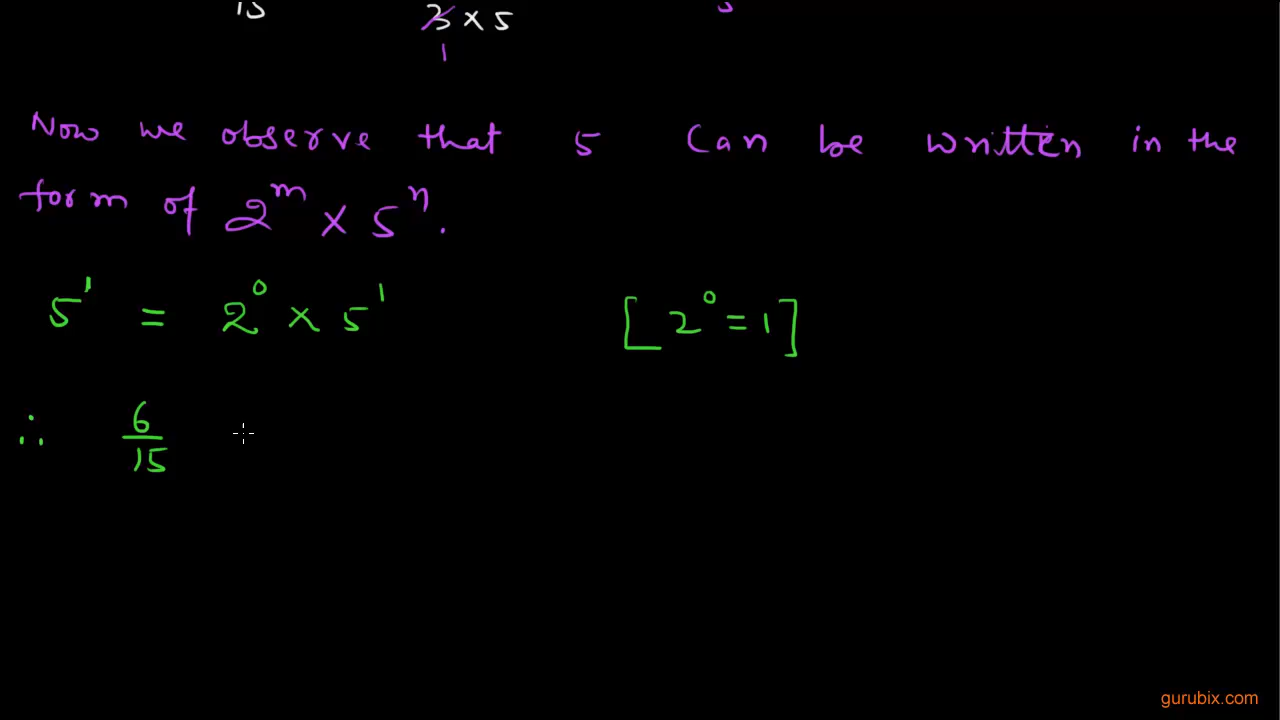 15 3 × 5 5
1
Now we observe that 5 can be written in the
form of 2^m × 5^n.
5^1 = 2^0 × 5^1 [2^0 = 1]
∴ 6/15
gurubix.com